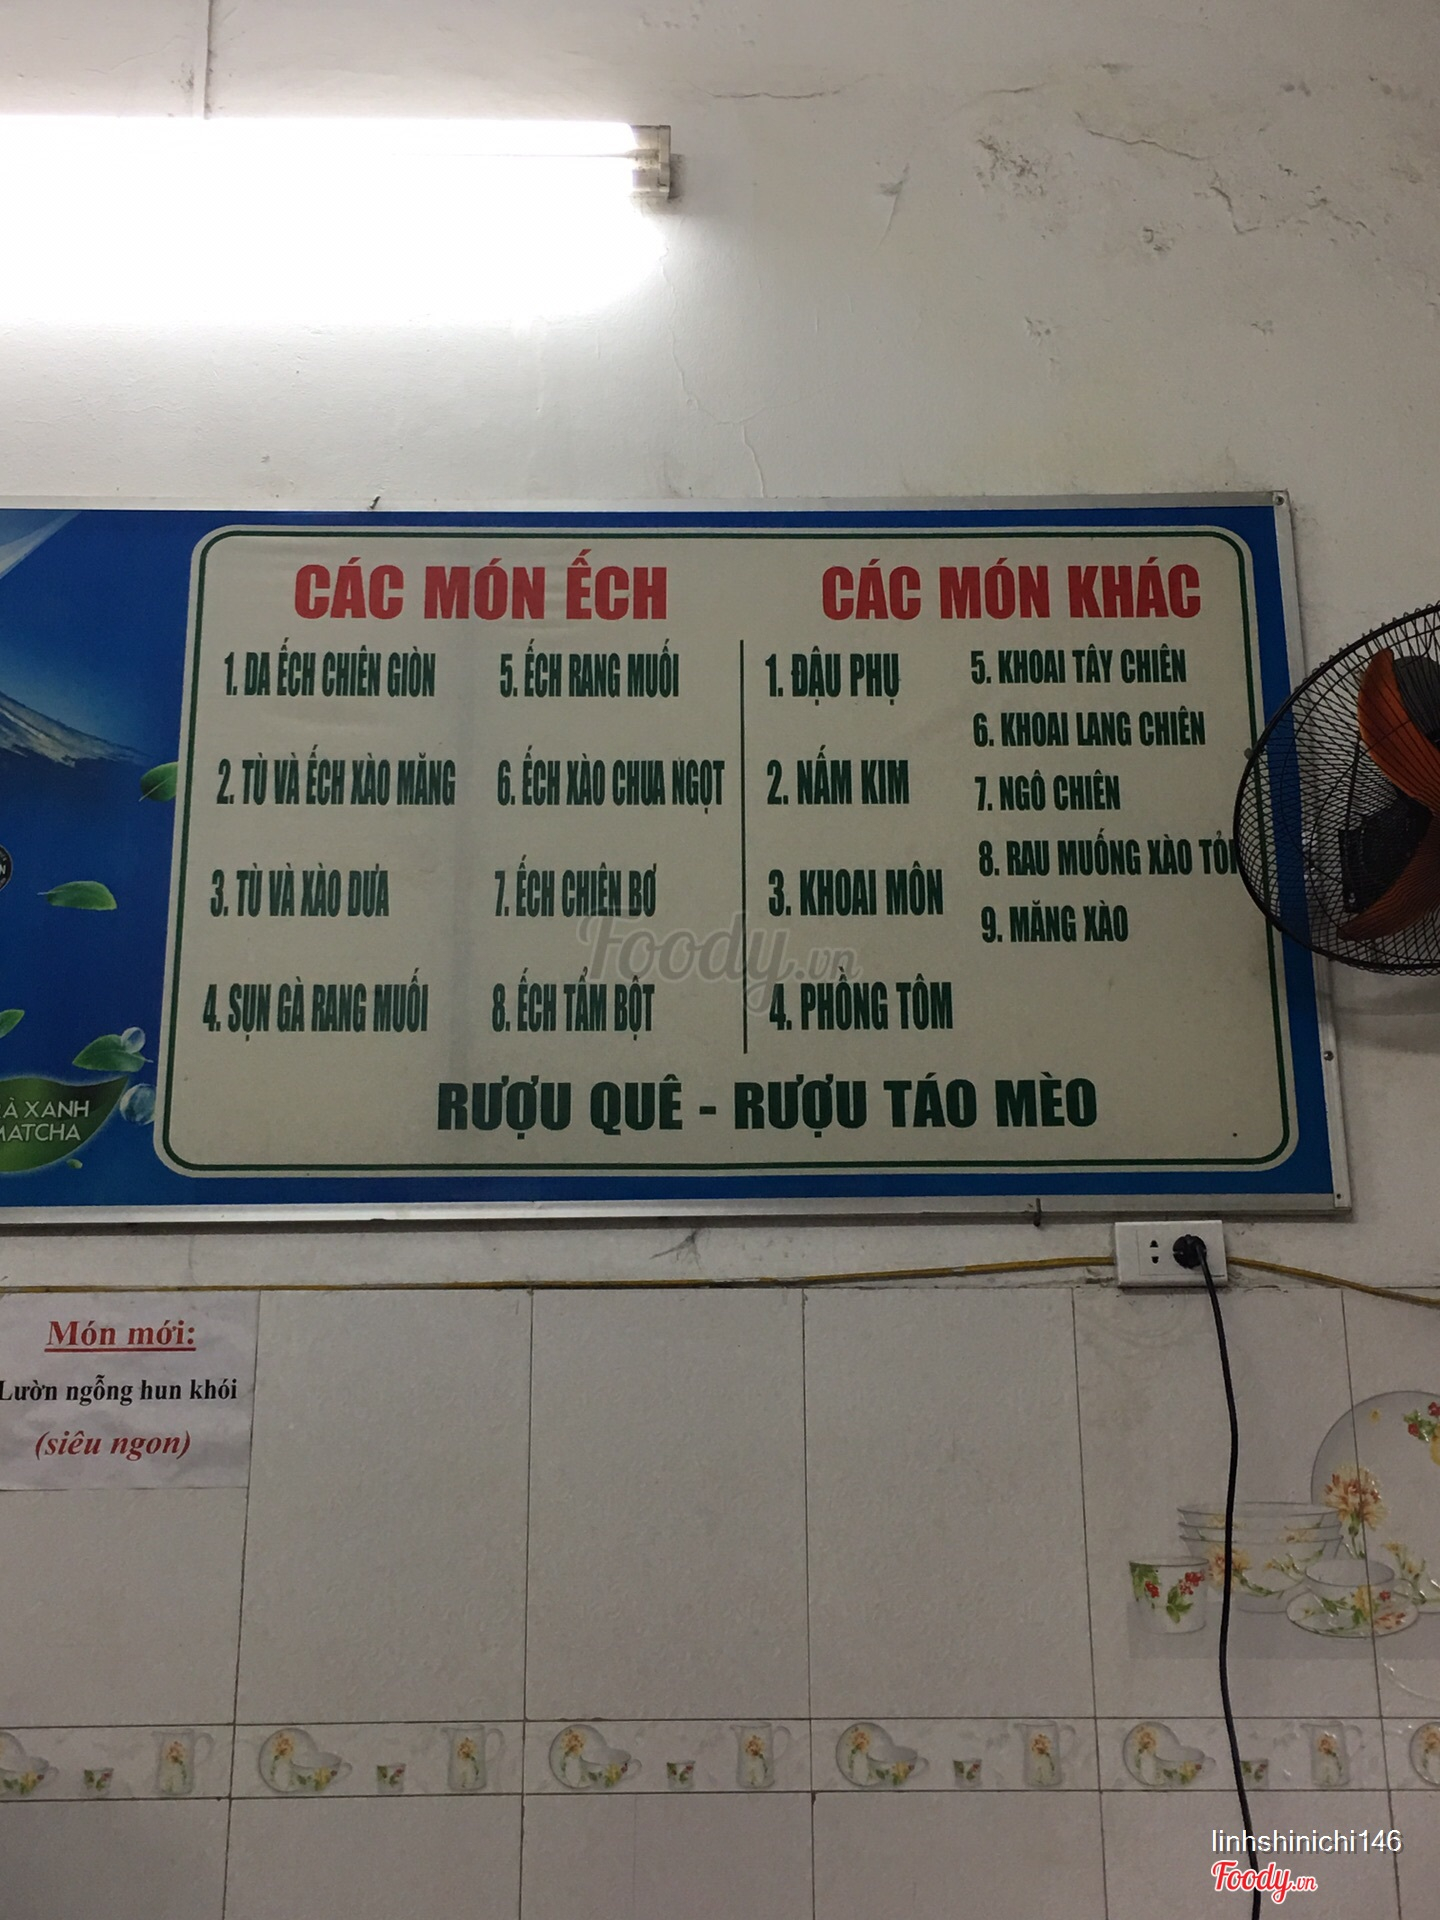 CÁC MÓN ẾCH
1. DA ẾCH CHIÊN GIÒN
2. TÙ VÀ ẾCH XÀO MĂNG
3. TÙ VÀ XÀO DỨA
4. SỤN GÀ RANG MUỐI
5. ẾCH RANG MUỐI
6. ẾCH XÀO CHUA NGỌT
7. ẾCH CHIÊN BƠ
8. ẾCH TẨM BỘT
CÁC MÓN KHÁC
1. ĐẬU PHỤ
2. NẤM KIM
3. KHOAI MÔN
4. PHỒNG TÔM
5. KHOAI TÂY CHIÊN
6. KHOAI LANG CHIÊN
7. NGÔ CHIÊN
8. RAU MUỐNG XÀO
9. MĂNG XÀO
RƯỢU QUÊ - RƯỢU TÁO MÈO
Foody.vn
XANH
MATCHA
Món mới:
Lườn ngỗng hun khói
(siêu ngon)
linhshinichi146
Foody.vn